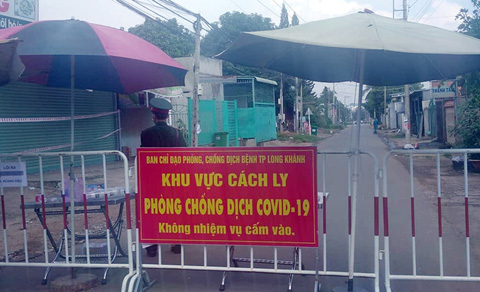 BAN CHỈ ĐẠO PHÒNG, CHỐNG DỊCH BỆNH TP LONG KHÁNH
KHU VỰC CÁCH LY
PHÒNG CHỐNG DỊCH COVID-19
Không nhiệm vụ cấm vào.